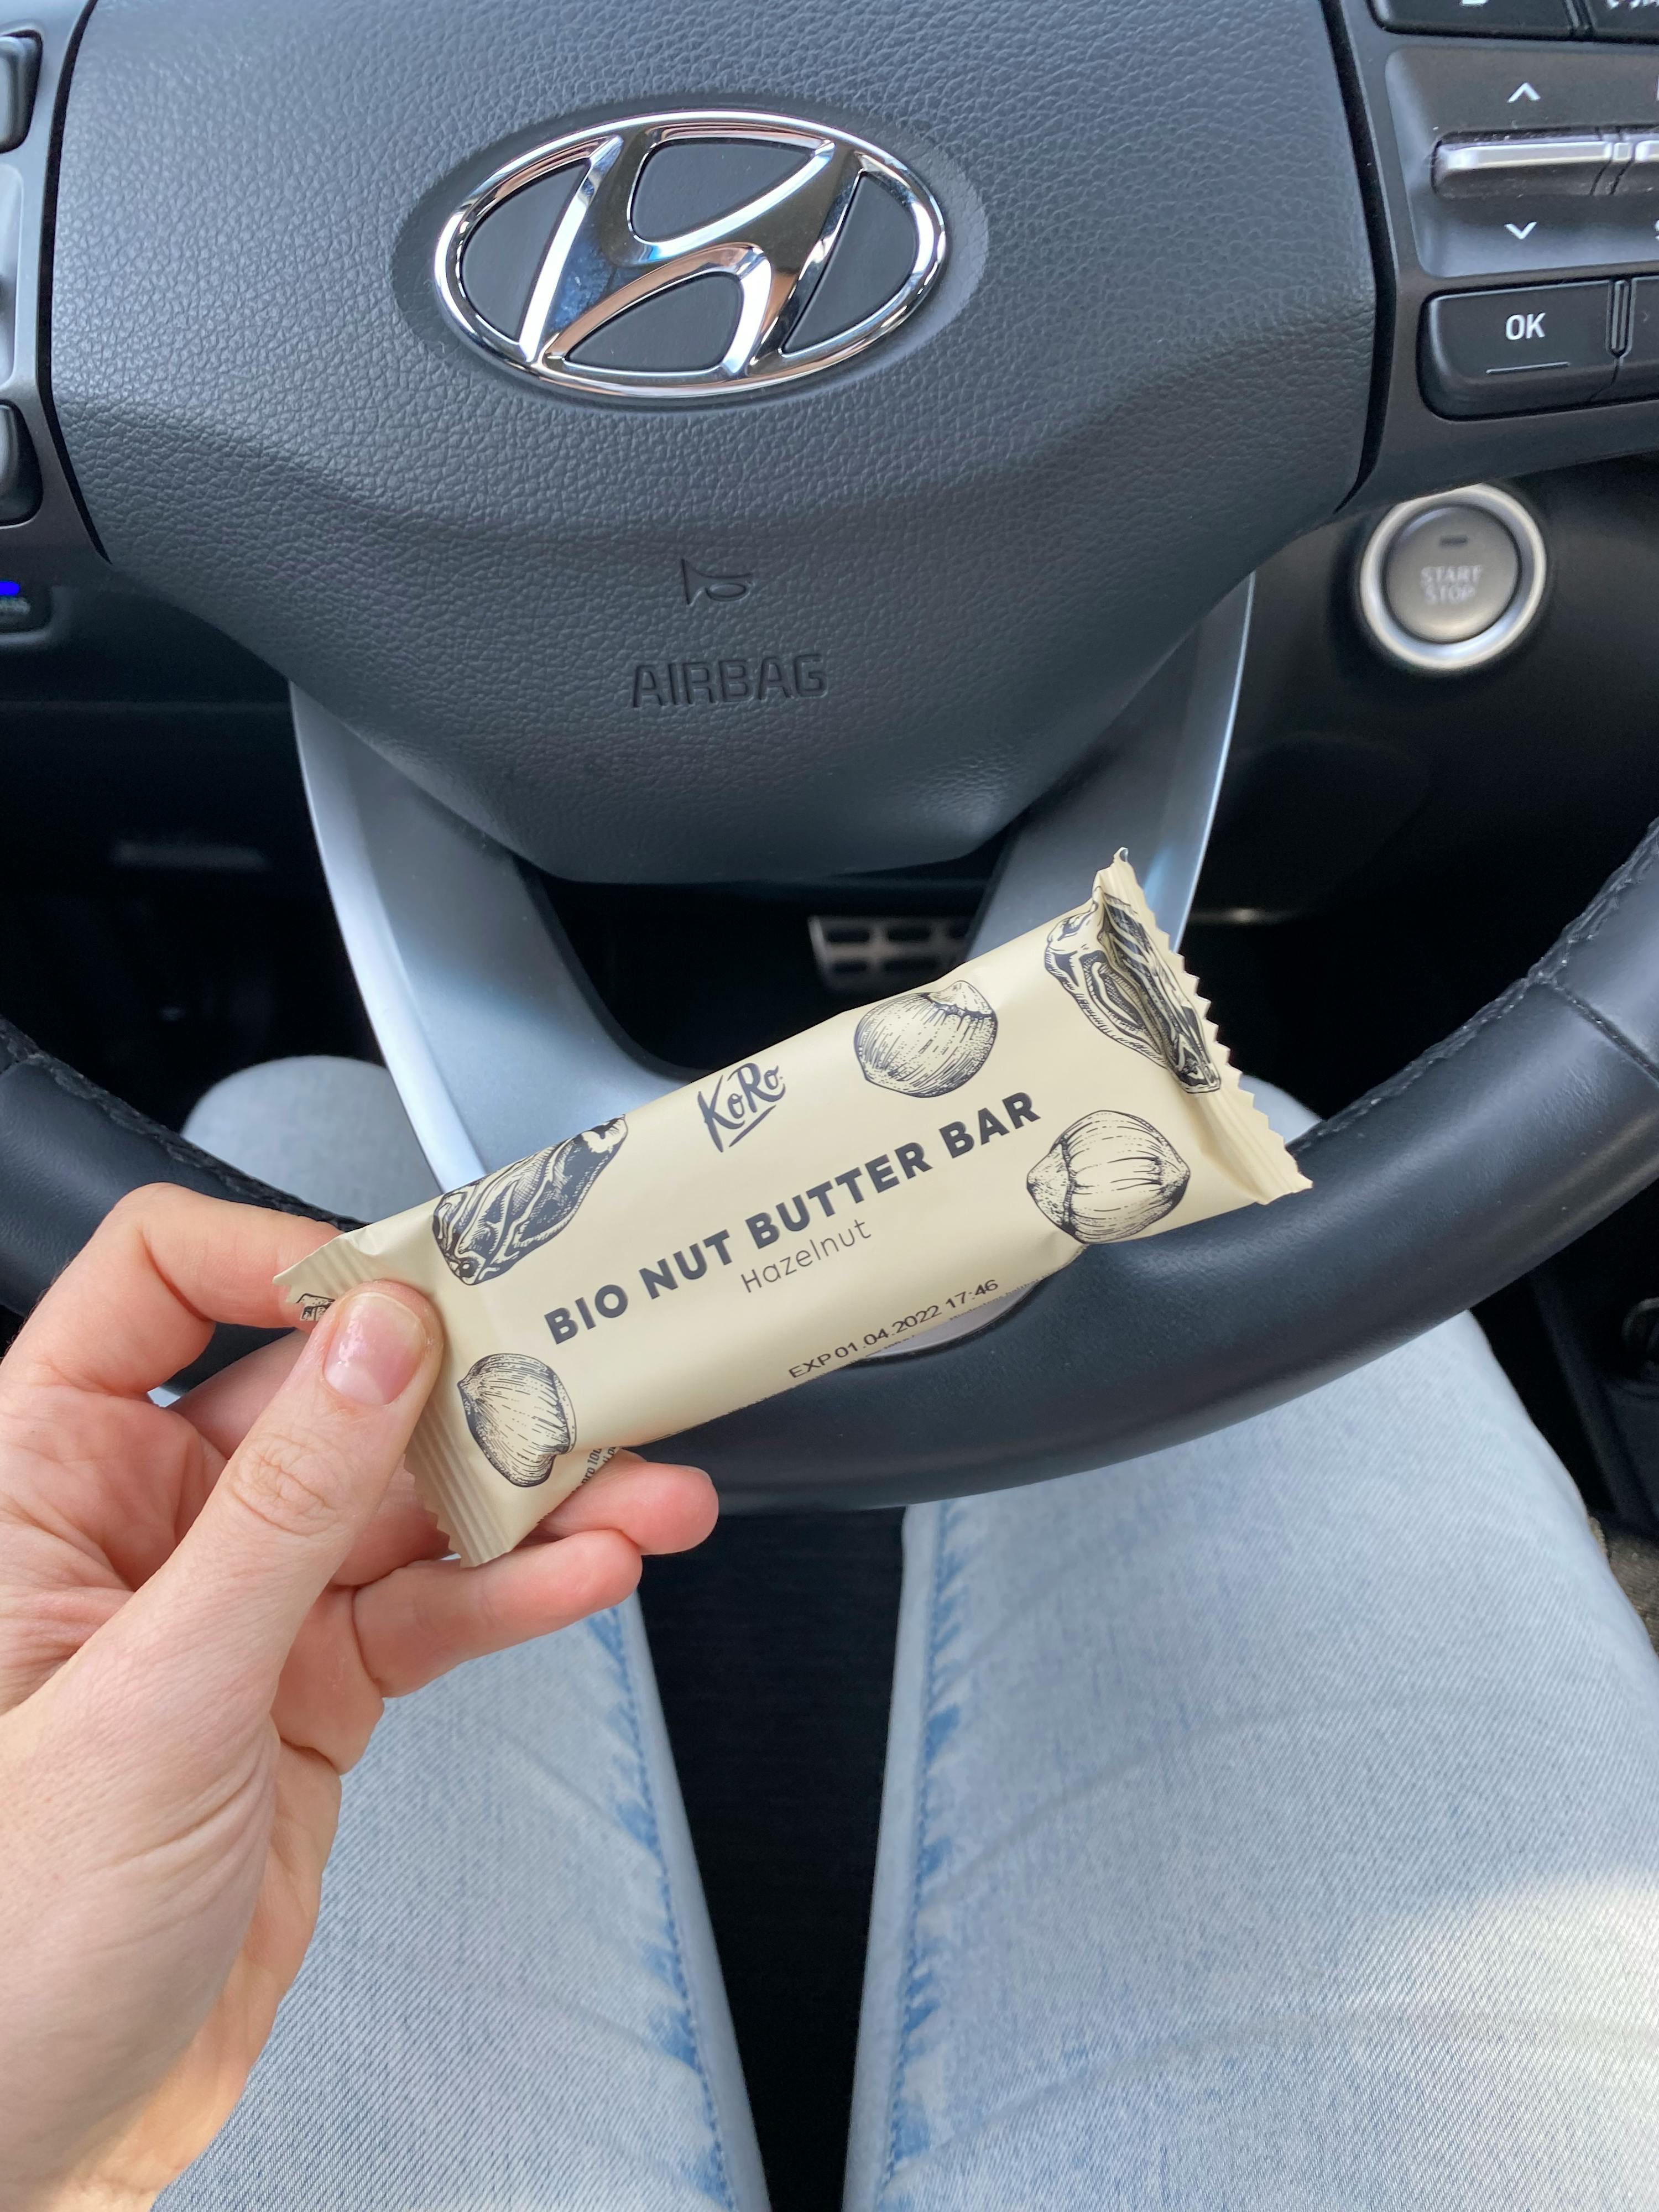 OK
START
STOP
AIRBAG
KoRo
BIO NUT BUTTER BAR
Hazelnut
EXP 01.04.2022 17:46